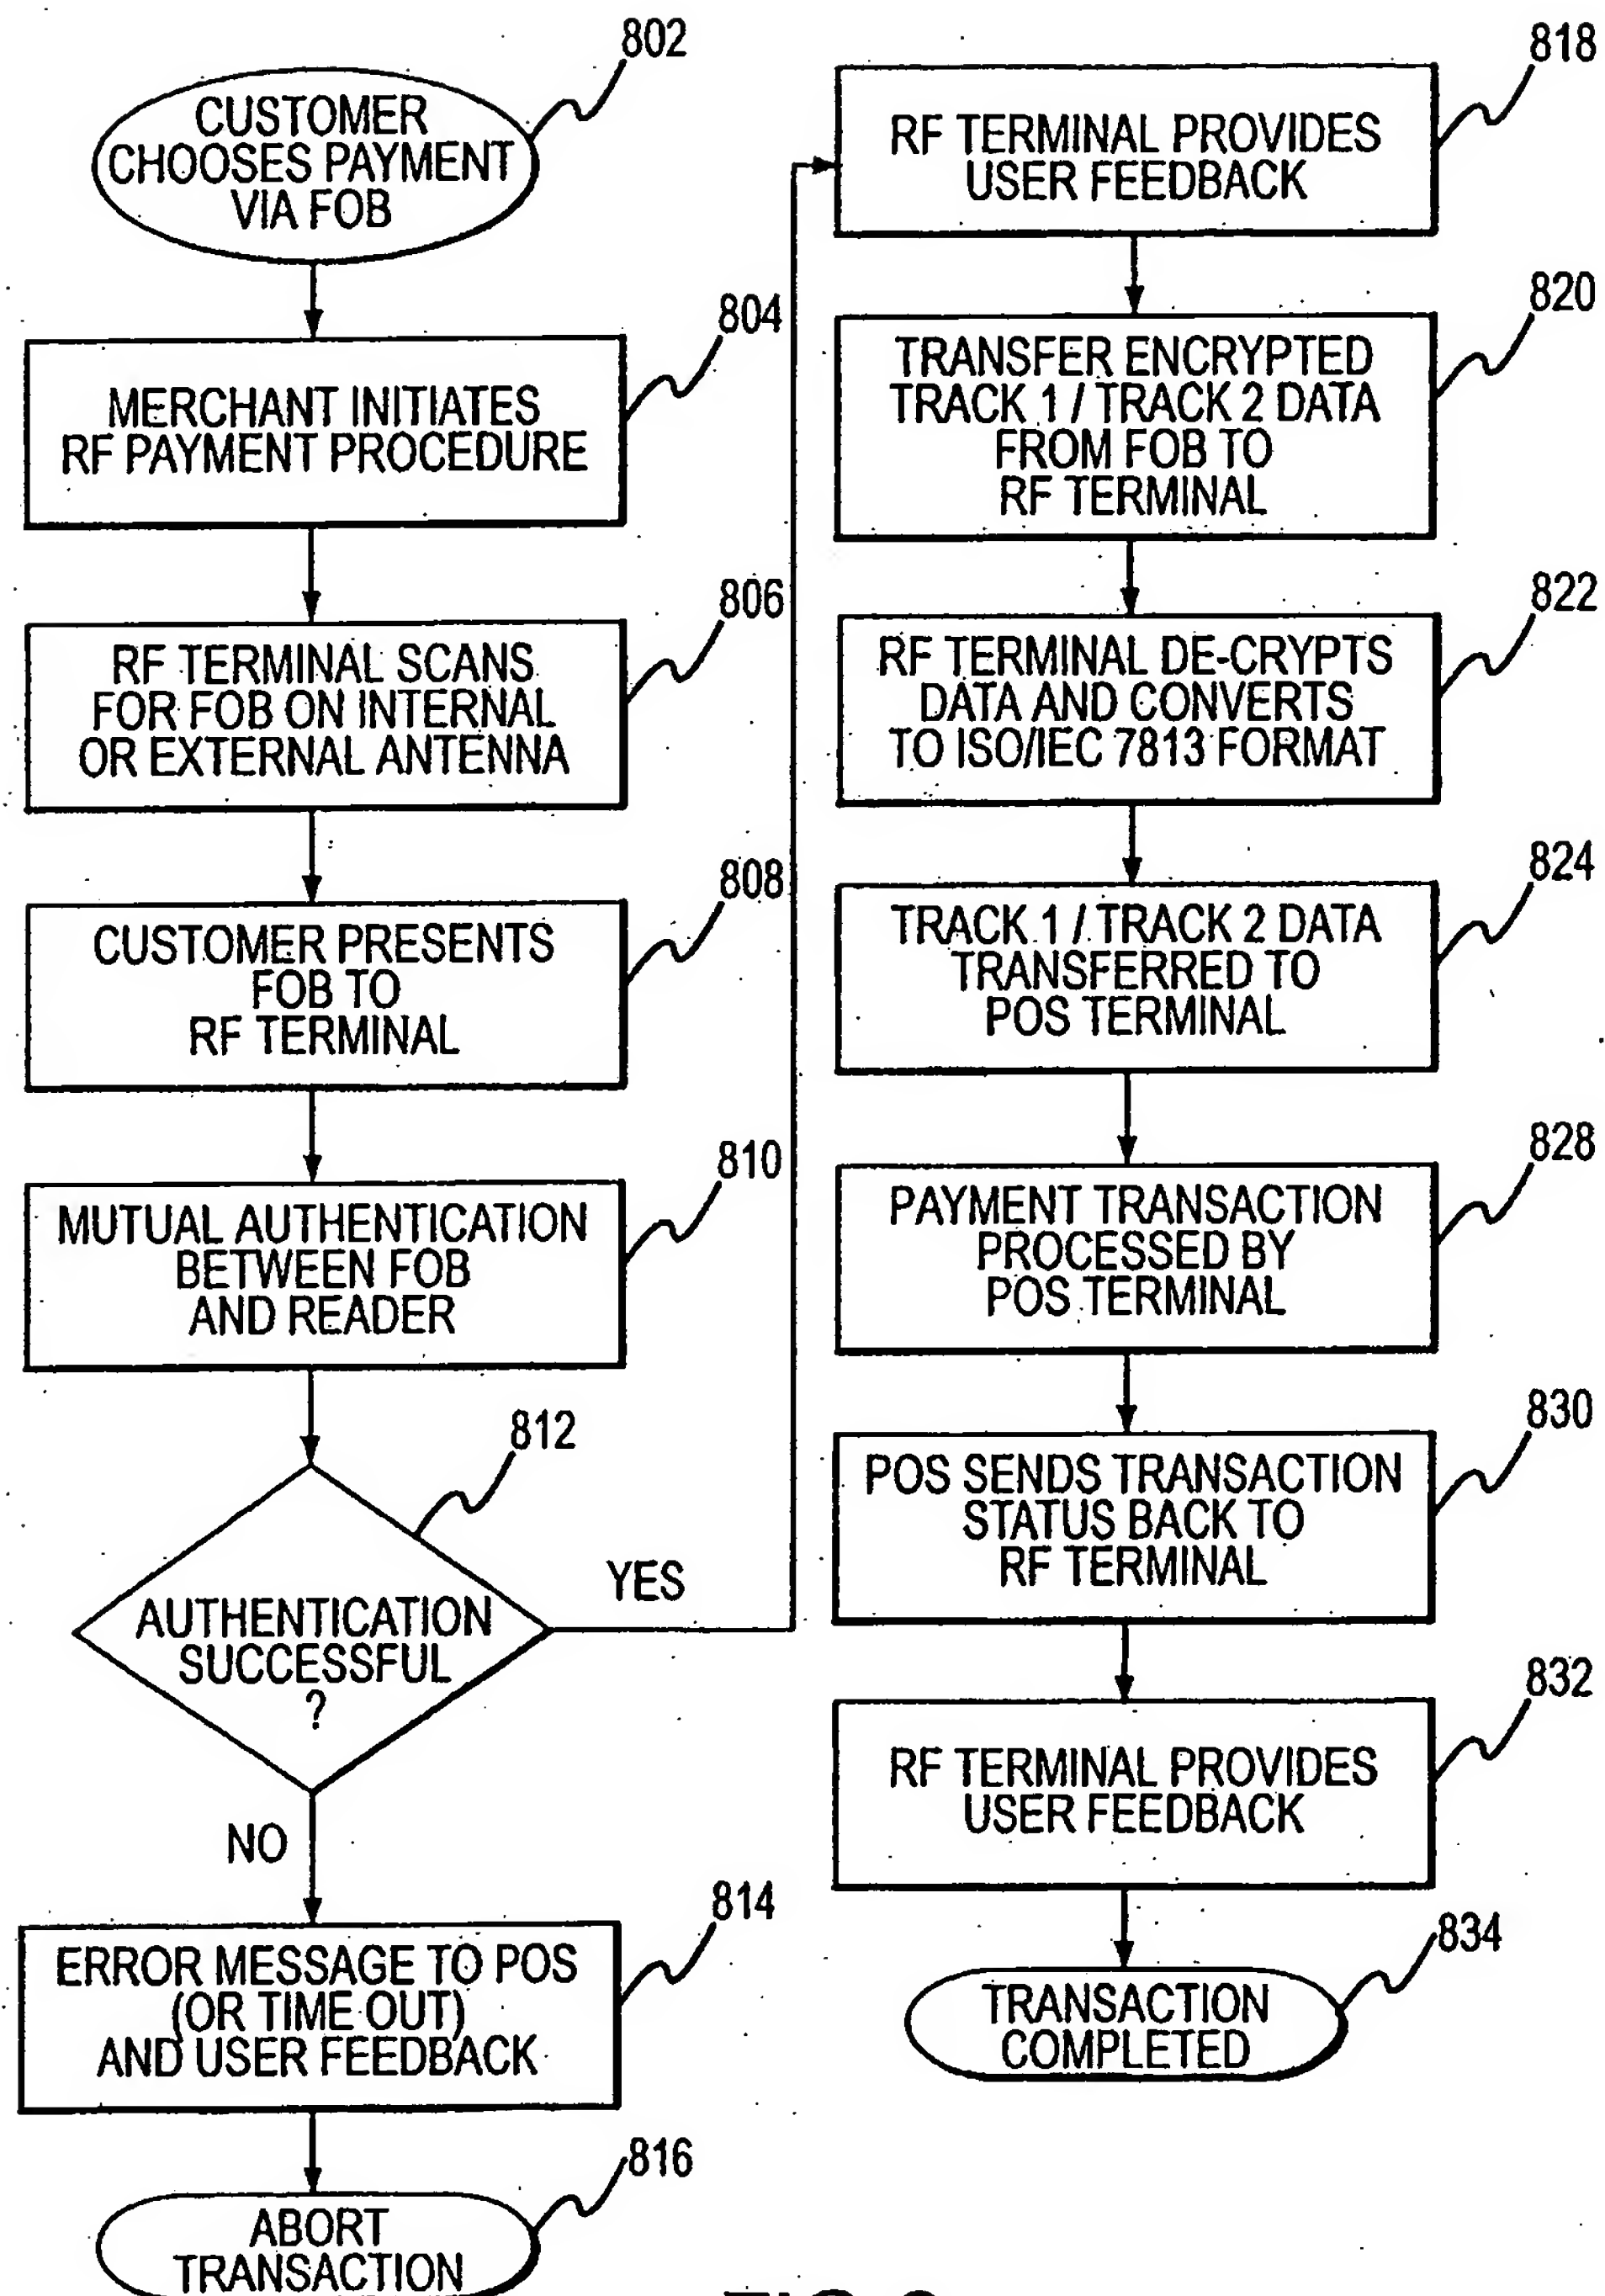 802
CUSTOMER
CHOOSES PAYMENT
VIA FOB
804
MERCHANT INITIATES
RF PAYMENT PROCEDURE
806
RF TERMINAL SCANS
FOR FOB ON INTERNAL
OR EXTERNAL ANTENNA
808
CUSTOMER PRESENTS
FOB TO
RF TERMINAL
810
MUTUAL AUTHENTICATION
BETWEEN FOB
AND READER
812
AUTHENTICATION
SUCCESSFUL
?
YES
NO
814
ERROR MESSAGE TO POS
(OR TIME OUT)
AND USER FEEDBACK
816
ABORT
TRANSACTION
818
RF TERMINAL PROVIDES
USER FEEDBACK
820
TRANSFER ENCRYPTED
TRACK 1 / TRACK 2 DATA
FROM FOB TO
RF TERMINAL
822
RF TERMINAL DE-CRYPTS
DATA AND CONVERTS
TO ISO/IEC 7813 FORMAT
824
TRACK 1 / TRACK 2 DATA
TRANSFERRED TO
POS TERMINAL
828
PAYMENT TRANSACTION
PROCESSED BY
POS TERMINAL
830
POS SENDS TRANSACTION
STATUS BACK TO
RF TERMINAL
832
RF TERMINAL PROVIDES
USER FEEDBACK
834
TRANSACTION
COMPLETED